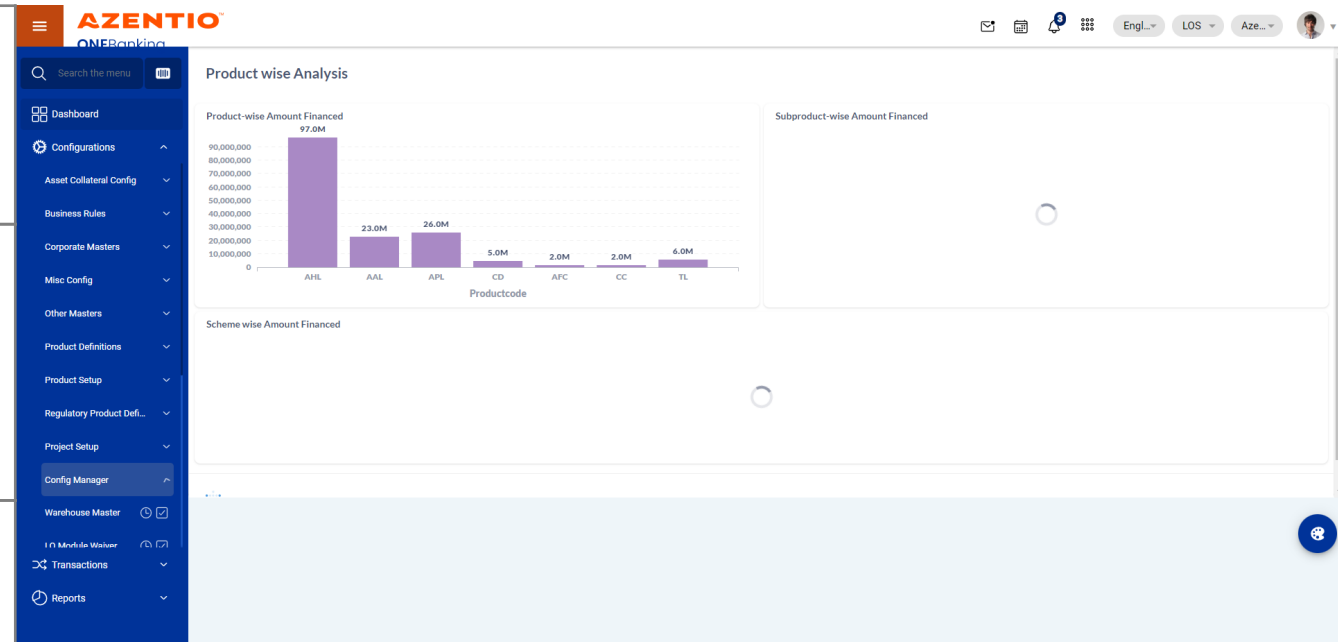 AZENTIO
ONEBanking
3
Engl...
LOS
Aze...
Search the menu
Dashboard
Configurations
Asset Collateral Config
Business Rules
Corporate Masters
Misc Config
Other Masters
Product Definitions
Product Setup
Regulatory Product Defi...
Project Setup
Config Manager
Warehouse Master
LO Module Waiver
Transactions
Reports
Product wise Analysis
Product-wise Amount Financed
97.0M
90,000,000
80,000,000
70,000,000
60,000,000
50,000,000
40,000,000
30,000,000
20,000,000
10,000,000
0
23.0M
26.0M
5.0M
2.0M
2.0M
6.0M
AHL AAL APL CD AFC CC TL
Productcode
Subproduct-wise Amount Financed
Scheme wise Amount Financed